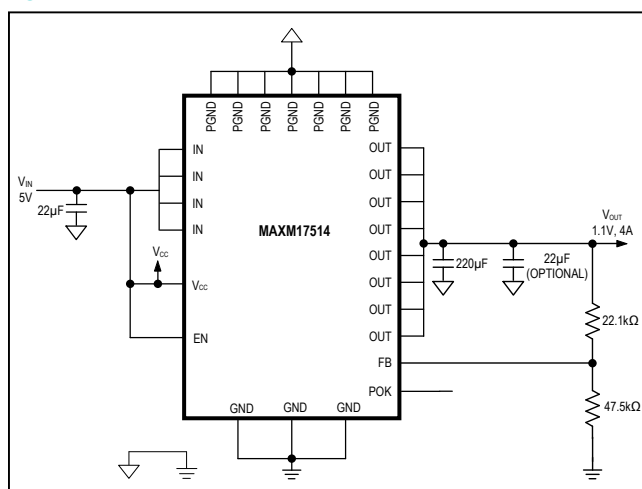 PGND PGND PGND PGND PGND PGND PGND
IN
IN
IN
IN
VCC
EN
MAXM17514
OUT
OUT
OUT
OUT
OUT
OUT
OUT
OUT
FB
POK
GND GND GND
VIN
5V
22µF
VCC
220µF
22µF
(OPTIONAL)
VOUT
1.1V, 4A
22.1kΩ
47.5kΩ